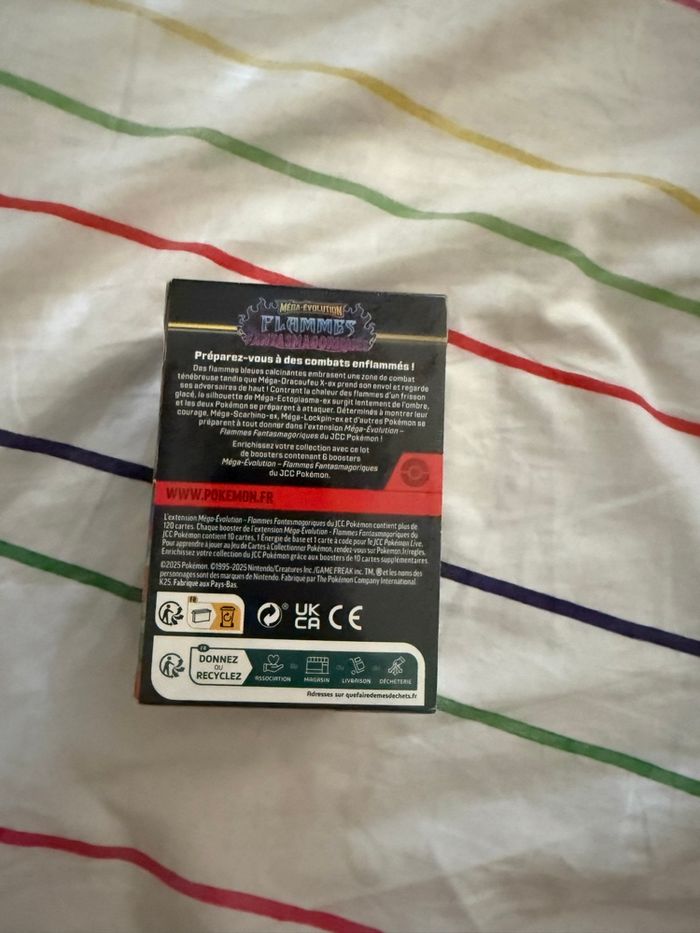 MÉGA-ÉVOLUTION
FLAMMES
FANTASMAGORIQUES
Préparez-vous à des combats enflammés !
Des flammes bleues calcinantes embrasent une zone de combat
ténébreuse tandis que Méga-Dracaufeu X-ex prend son envol et regarde
ses adversaires de haut ! Contrant la chaleur des flammes d'un frisson
glacé, la silhouette de Méga-Ectoplasma-ex surgit lentement de l'ombre,
et les deux Pokémon se préparent à attaquer. Déterminés à montrer leur
courage, Méga-Scarhino-ex, Méga-Lockpin-ex et d'autres Pokémon se
préparent à tout donner dans l'extension Méga-Évolution –
Flammes Fantasmagoriques du JCC Pokémon !
Enrichissez votre collection avec ce lot
de boosters contenant 6 boosters
Méga-Évolution – Flammes Fantasmagoriques
du JCC Pokémon.
WWW.POKEMON.FR
L'extension Méga-Évolution - Flammes Fantasmagoriques du JCC Pokémon contient plus de
120 cartes. Chaque booster de l'extension Méga-Évolution - Flammes Fantasmagoriques du
JCC Pokémon contient 10 cartes, 1 Énergie de base et 1 carte à code pour le JCC Pokémon Live.
Pour apprendre à jouer au Jeu de Cartes à Collectionner Pokémon, rendez-vous sur Pokemon.fr/regles.
Enrichissez votre collection du JCC Pokémon grâce aux boosters de 10 cartes supplémentaires.
©2025 Pokémon. ©1995-2025 Nintendo/Creatures Inc./GAME FREAK inc. TM, ® et les noms des
personnages sont des marques de Nintendo. Fabriqué par The Pokémon Company International
K25. Fabriqué aux Pays-Bas.
FR
® UK CA CE
FR
DONNEZ
OU
RECYCLEZ
ASSOCIATION OU MAGASIN OU LIVRAISON OU DÉCHÈTERIE
Adresses sur quefairedemesdechets.fr